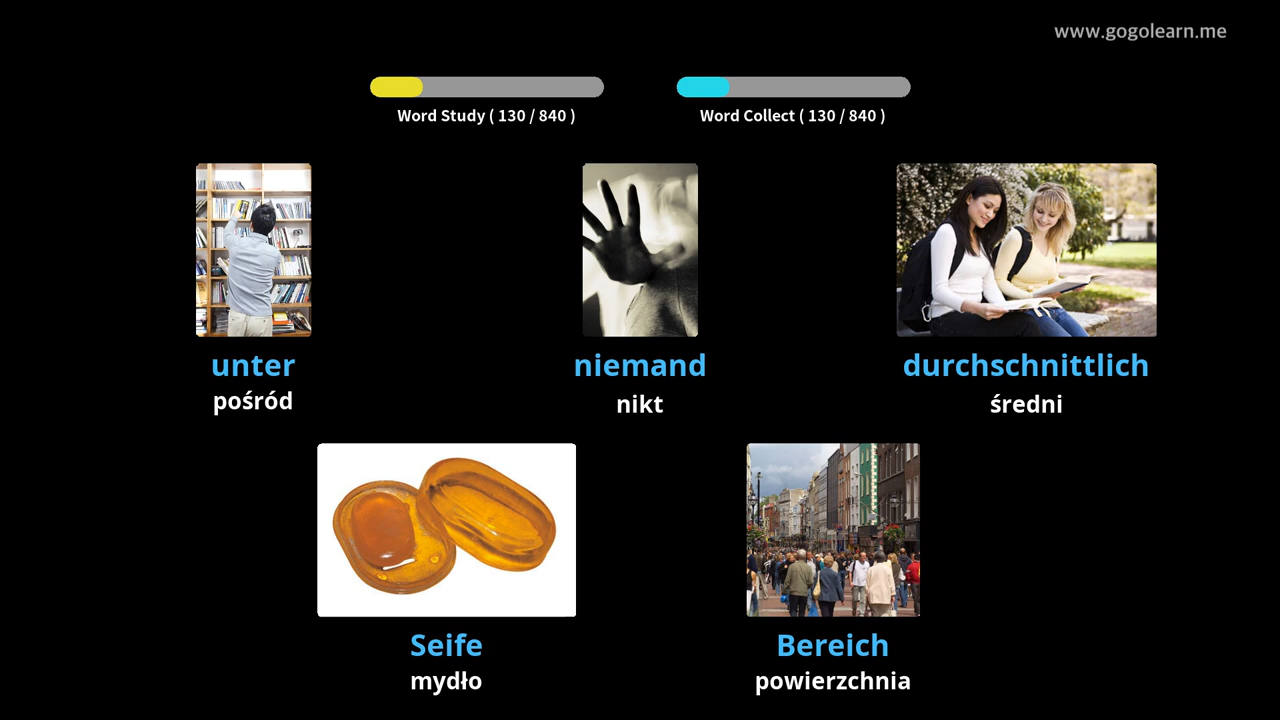 www.gogolearn.me
Word Study ( 130 / 840 )
Word Collect ( 130 / 840 )
unter
pośród
niemand
nikt
durchschnittlich
średni
Seife
mydło
Bereich
powierzchnia